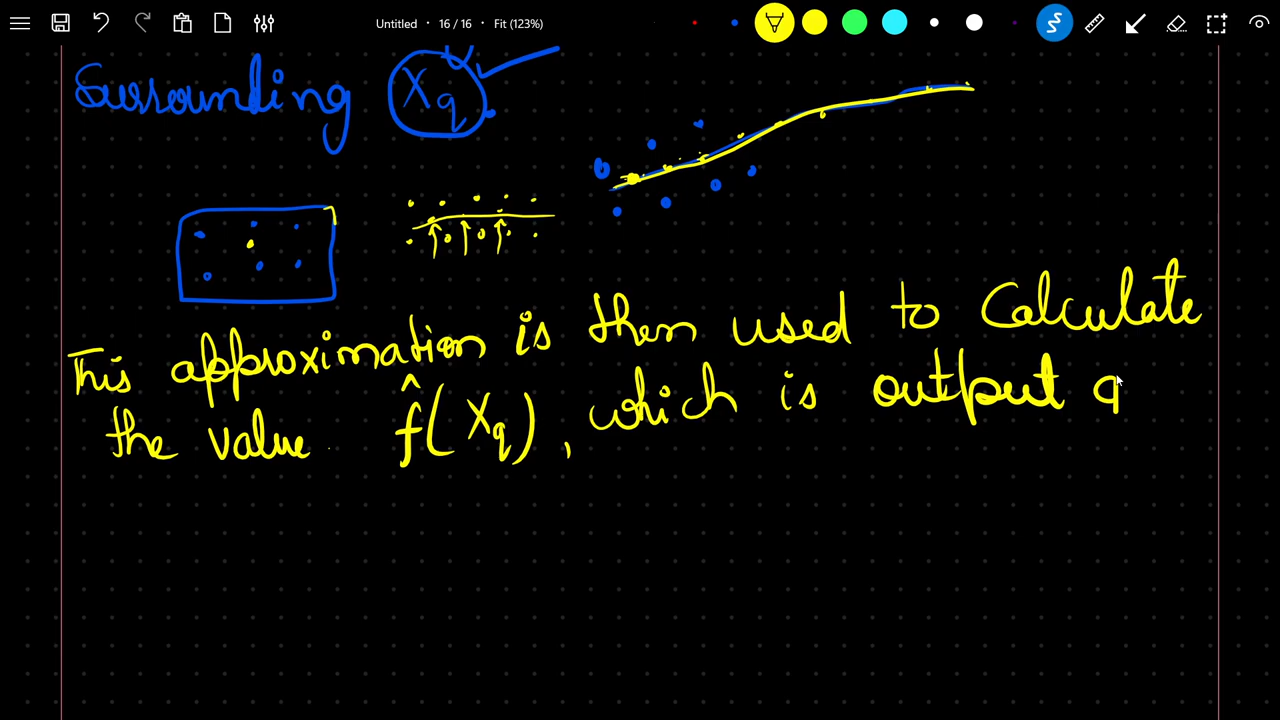 Untitled • 16 / 16 • Fit (123%)
Surrounding Xq
This approximation is then used to Calculate
the value f̂(Xq), which is output a